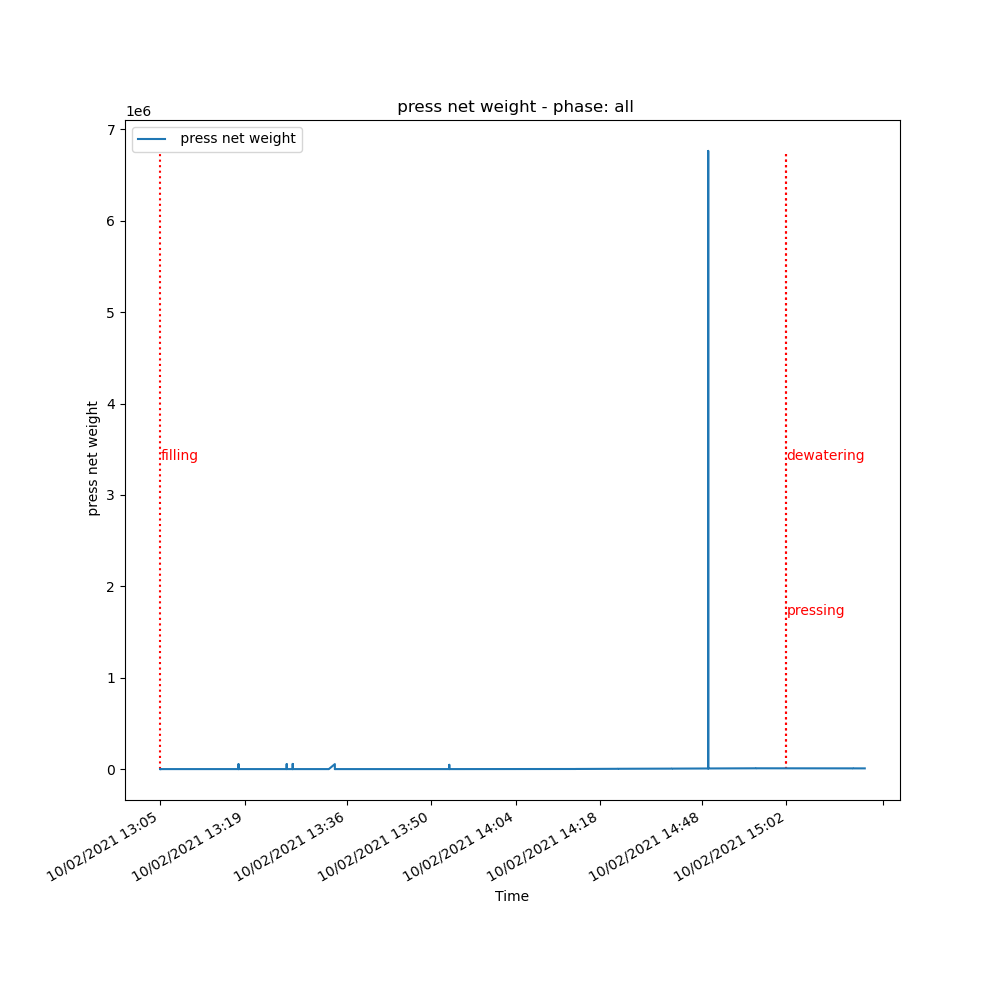 press net weight - phase: all
1e6
press net weight
7
6
5
4
3
2
1
0
press net weight
filling
dewatering
pressing
10/02/2021 13:05
10/02/2021 13:19
10/02/2021 13:36
10/02/2021 13:50
10/02/2021 14:04
10/02/2021 14:18
10/02/2021 14:48
10/02/2021 15:02
Time